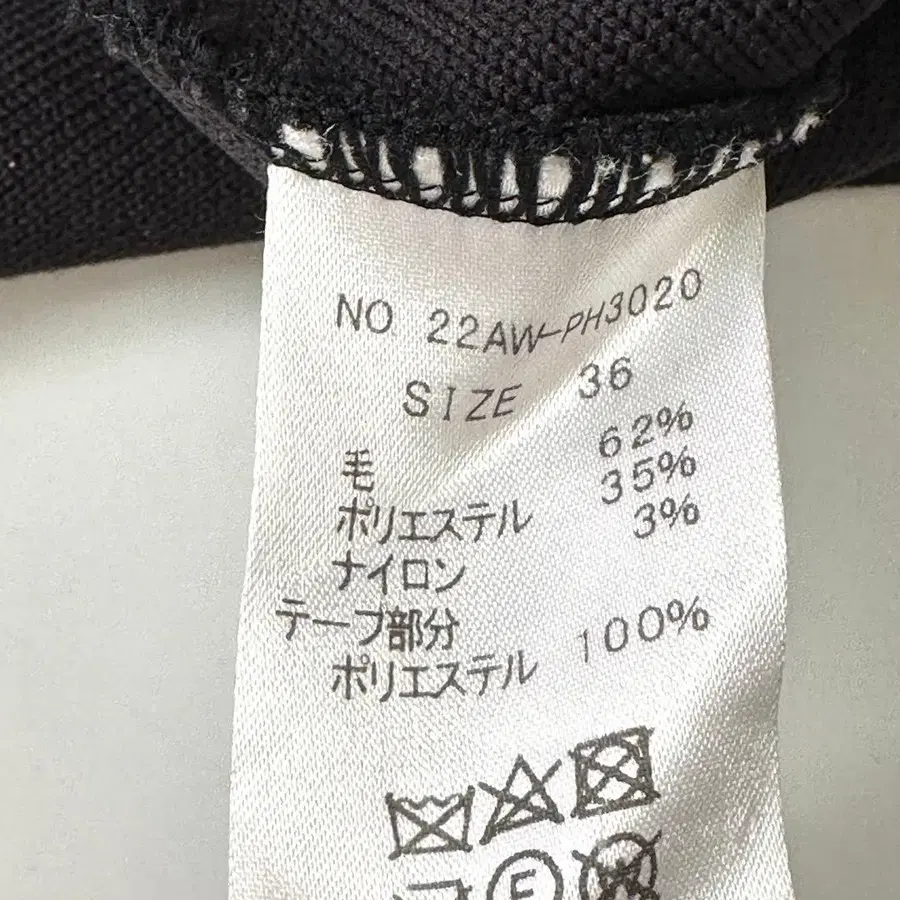 NO 22AW-PH3020
SIZE 36
毛 62%
ポリエステル 35%
ナイロン 3%
テープ部分
ポリエステル 100%
F W